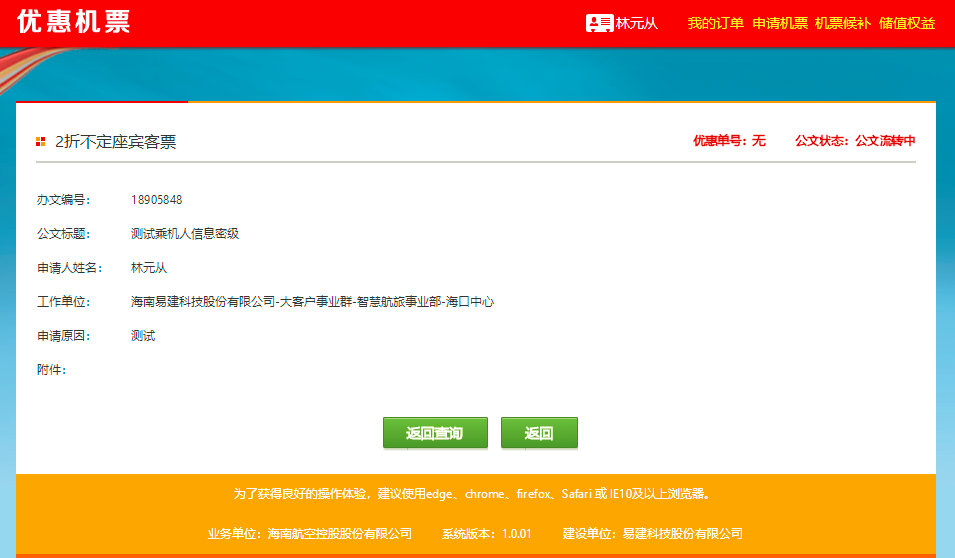 优惠机票
林元从 我的订单 申请机票 机票候补 储值权益
2折不定座宾客票 优惠单号：无 公文状态：公文流转中
办文编号： 18905848
公文标题： 测试乘机人信息密级
申请人姓名： 林元从
工作单位： 海南易建科技股份有限公司-大客户事业群-智慧航旅事业部-海口中心
申请原因： 测试
附件：
返回查询 返回
为了获得良好的操作体验，建议使用edge、chrome、firefox、Safari 或 IE10及以上浏览器。
业务单位：海南航空控股股份有限公司 系统版本：1.0.01 建设单位：易建科技股份有限公司